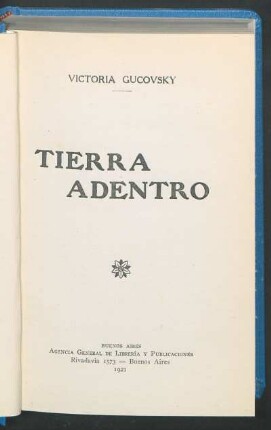 VICTORIA GUCOVSKY
TIERRA
ADENTRO
BUENOS AIRES
AGENCIA GENERAL DE LIBRERÍA Y PUBLICACIONES
Rivadavia 1573 — Buenos Aires
1921